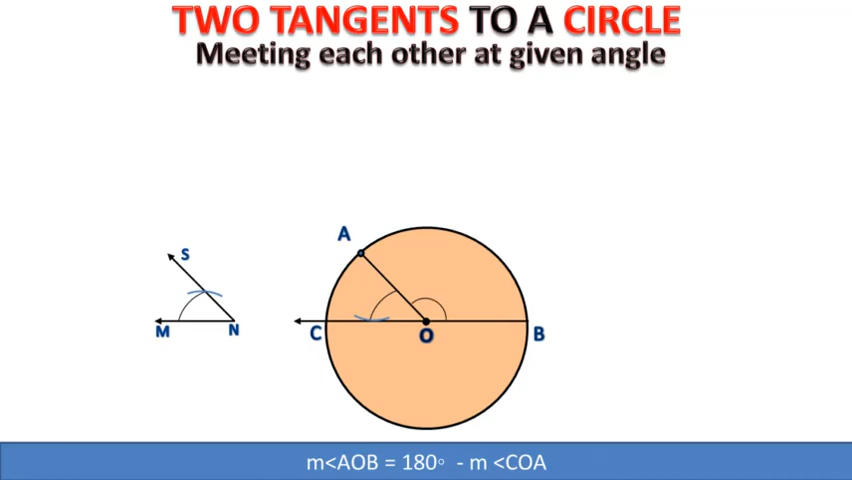 TWO TANGENTS TO A CIRCLE
Meeting each other at given angle
A
S
M
N
C
O
B
m<AOB = 180° - m <COA